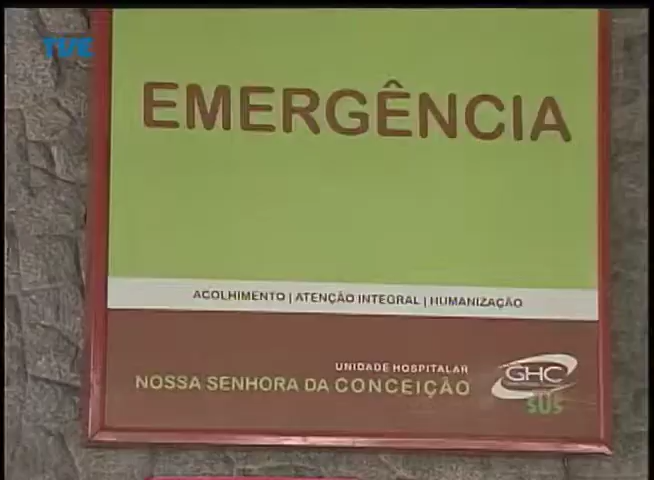 TVE
EMERGÊNCIA
ACOLHIMENTO | ATENÇÃO INTEGRAL | HUMANIZAÇÃO
UNIDADE HOSPITALAR
NOSSA SENHORA DA CONCEIÇÃO
GHC
SUS